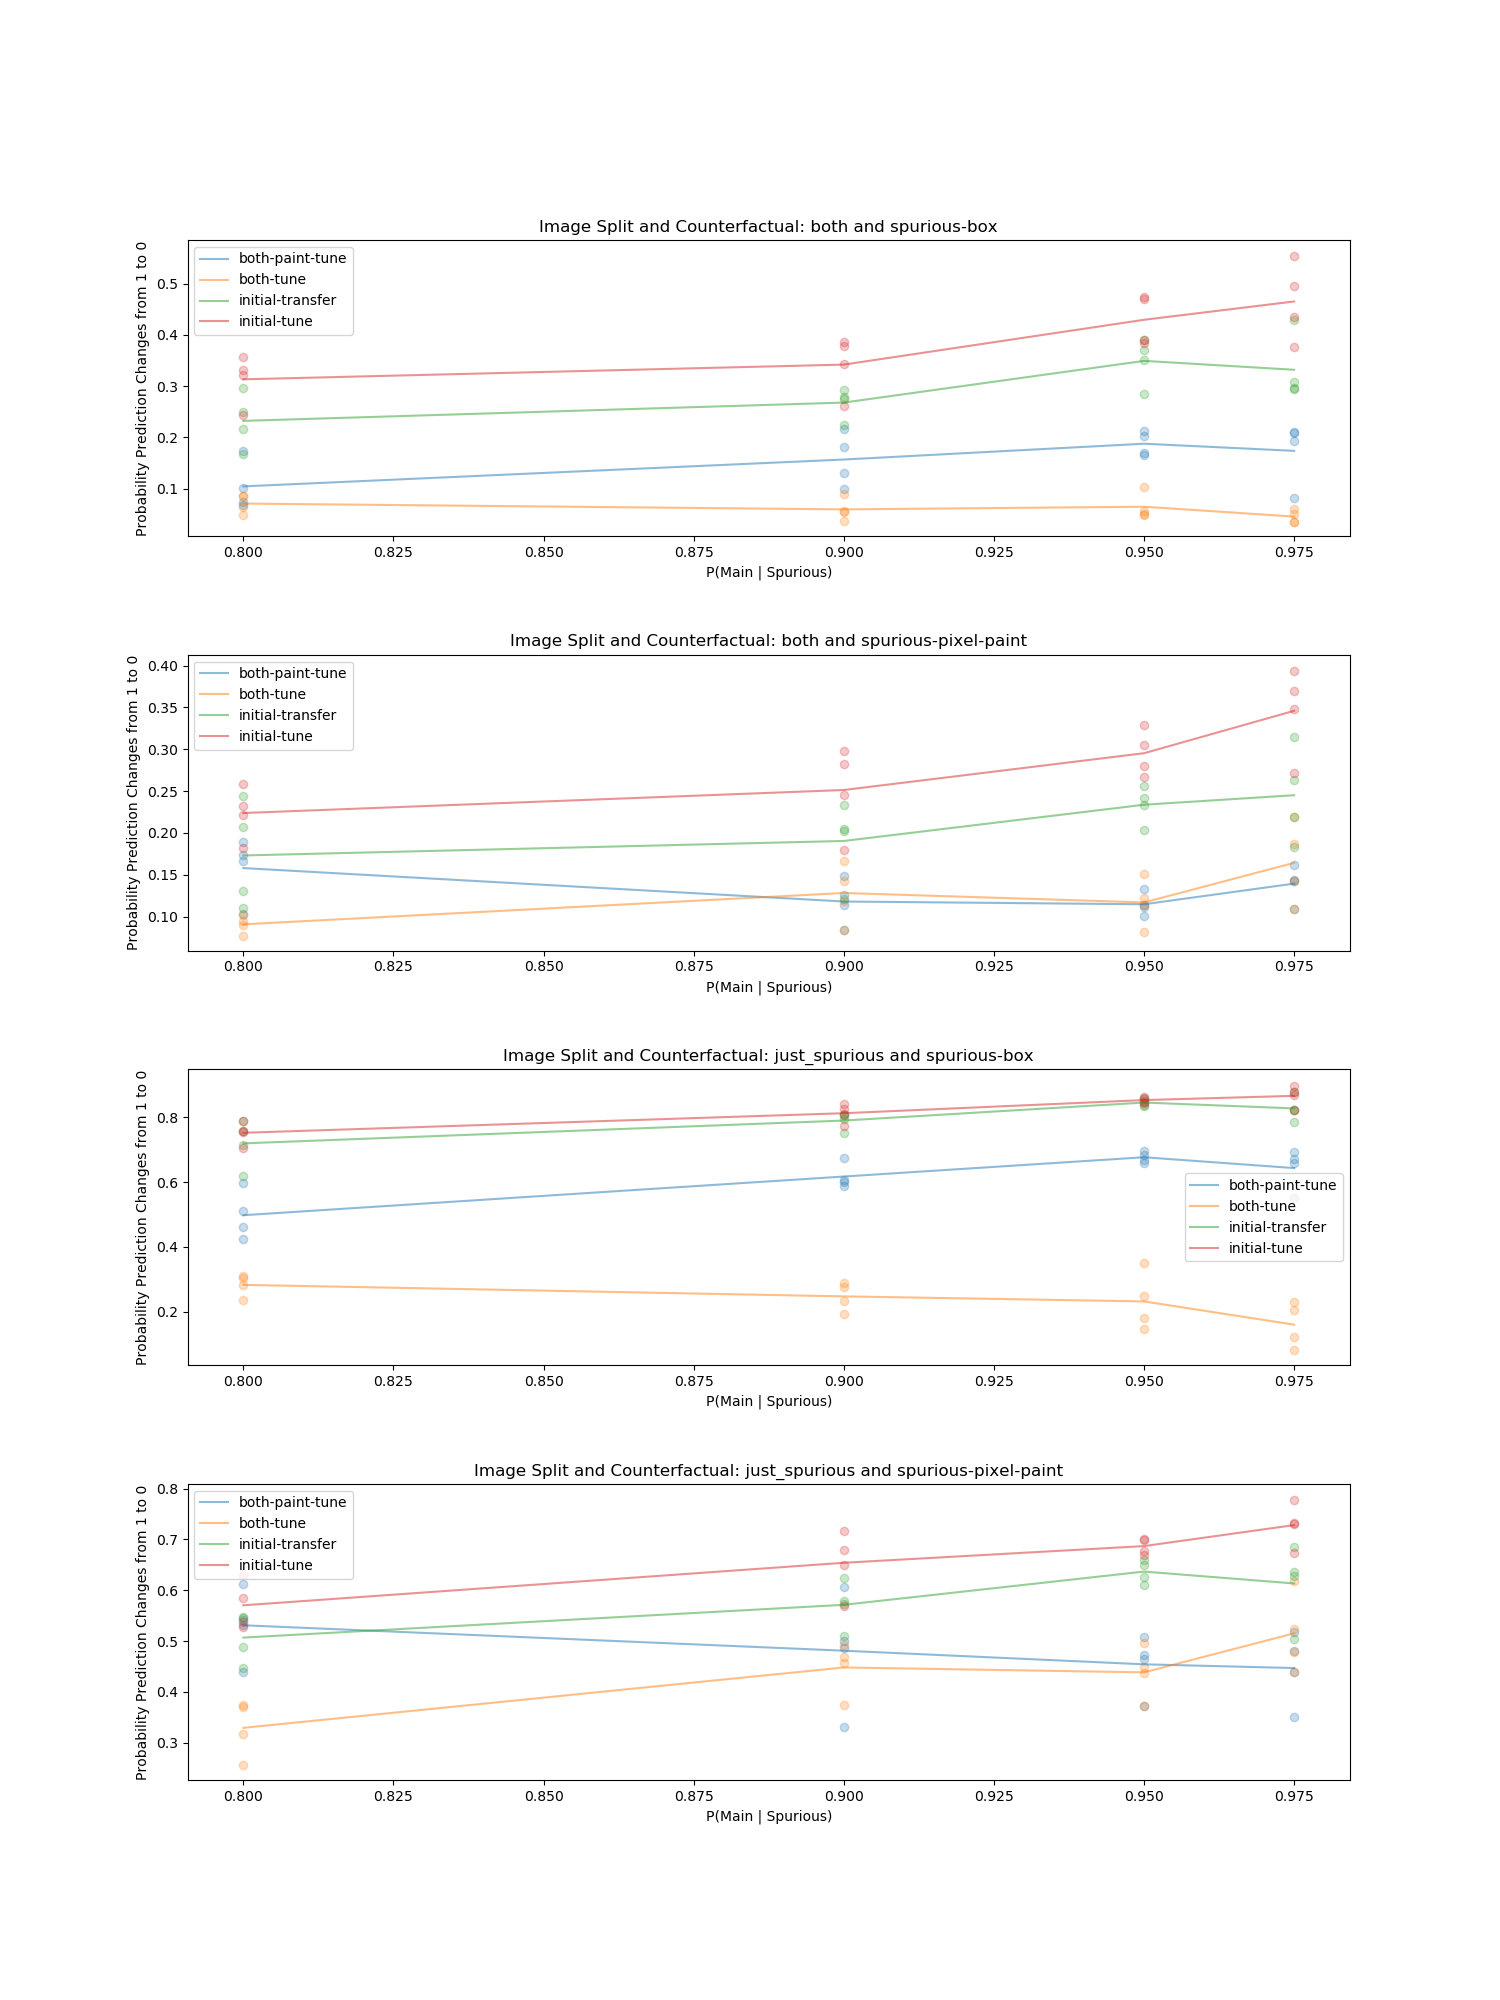 Image Split and Counterfactual: both and spurious-box
Probability Prediction Changes from 1 to 0
both-paint-tune
both-tune
initial-transfer
initial-tune
0.5
0.4
0.3
0.2
0.1
0.800 0.825 0.850 0.875 0.900 0.925 0.950 0.975
P(Main | Spurious)
Image Split and Counterfactual: both and spurious-pixel-paint
Probability Prediction Changes from 1 to 0
both-paint-tune
both-tune
initial-transfer
initial-tune
0.40
0.35
0.30
0.25
0.20
0.15
0.10
0.800 0.825 0.850 0.875 0.900 0.925 0.950 0.975
P(Main | Spurious)
Image Split and Counterfactual: just_spurious and spurious-box
Probability Prediction Changes from 1 to 0
0.8
0.6
0.4
0.2
both-paint-tune
both-tune
initial-transfer
initial-tune
0.800 0.825 0.850 0.875 0.900 0.925 0.950 0.975
P(Main | Spurious)
Image Split and Counterfactual: just_spurious and spurious-pixel-paint
Probability Prediction Changes from 1 to 0
both-paint-tune
both-tune
initial-transfer
initial-tune
0.8
0.7
0.6
0.5
0.4
0.3
0.800 0.825 0.850 0.875 0.900 0.925 0.950 0.975
P(Main | Spurious)